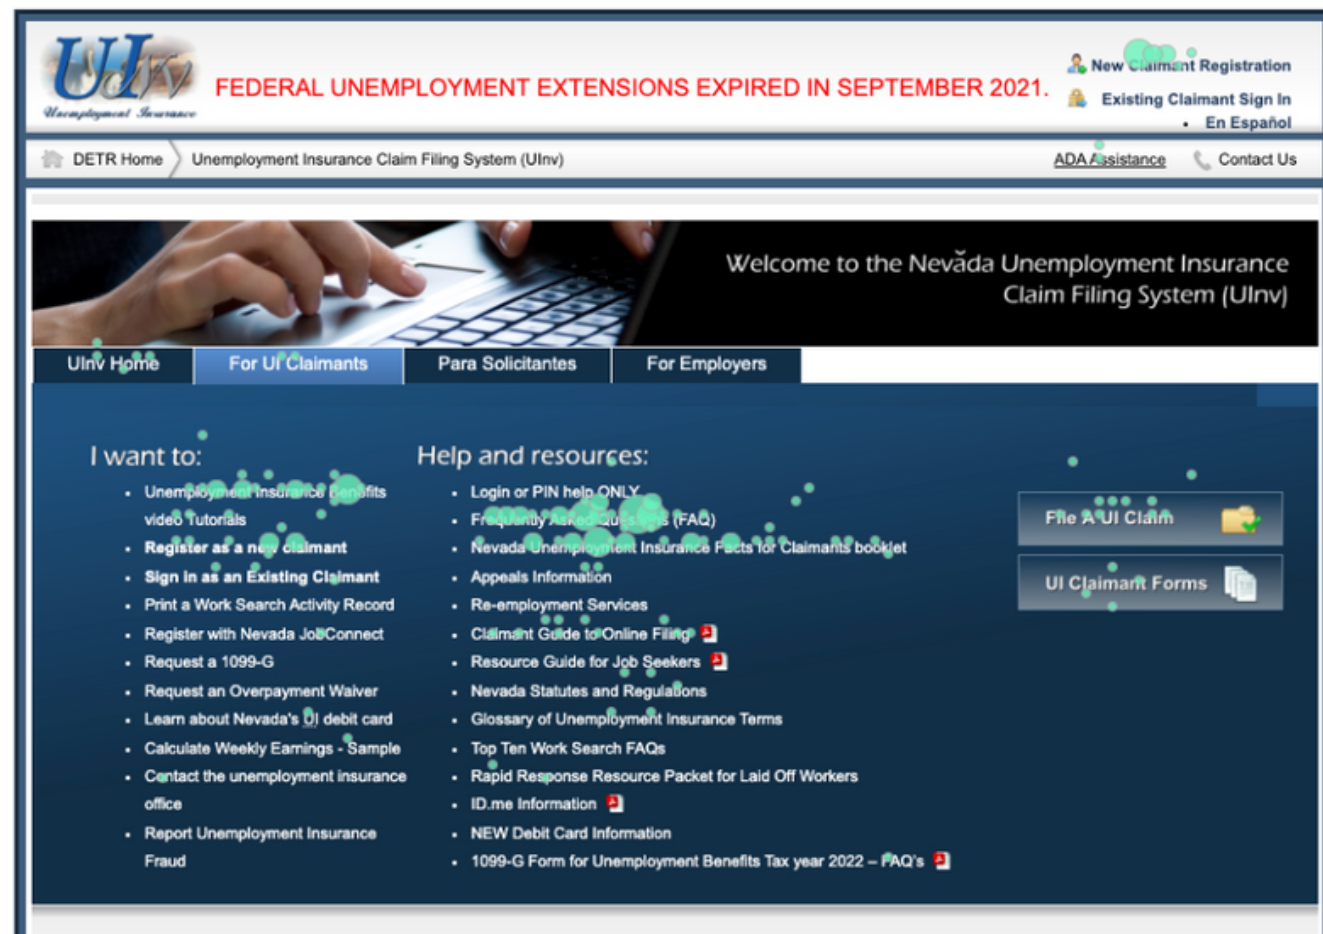 UInv
Unemployment Insurance
FEDERAL UNEMPLOYMENT EXTENSIONS EXPIRED IN SEPTEMBER 2021.
New Claimant Registration
Existing Claimant Sign In
• En Español
DETR Home
Unemployment Insurance Claim Filing System (UInv)
ADA Assistance
Contact Us
Welcome to the Nevăda Unemployment Insurance
Claim Filing System (UInv)
UInv Home
For UI Claimants
Para Solicitantes
For Employers
I want to:
• Unemployment Insurance Benefits
video Tutorials
• Register as a new claimant
• Sign in as an Existing Claimant
• Print a Work Search Activity Record
• Register with Nevada JobConnect
• Request a 1099-G
• Request an Overpayment Waiver
• Learn about Nevada's UI debit card
• Calculate Weekly Earnings - Sample
• Contact the unemployment insurance
office
• Report Unemployment Insurance
Fraud
Help and resources:
• Login or PIN help ONLY
• Frequently Asked Questions (FAQ)
• Nevada Unemployment Insurance Facts for Claimants booklet
• Appeals Information
• Re-employment Services
• Claimant Guide to Online Filing
• Resource Guide for Job Seekers
• Nevada Statutes and Regulations
• Glossary of Unemployment Insurance Terms
• Top Ten Work Search FAQs
• Rapid Response Resource Packet for Laid Off Workers
• ID.me Information
• NEW Debit Card Information
• 1099-G Form for Unemployment Benefits Tax year 2022 – FAQ's
File A UI Claim
UI Claimant Forms